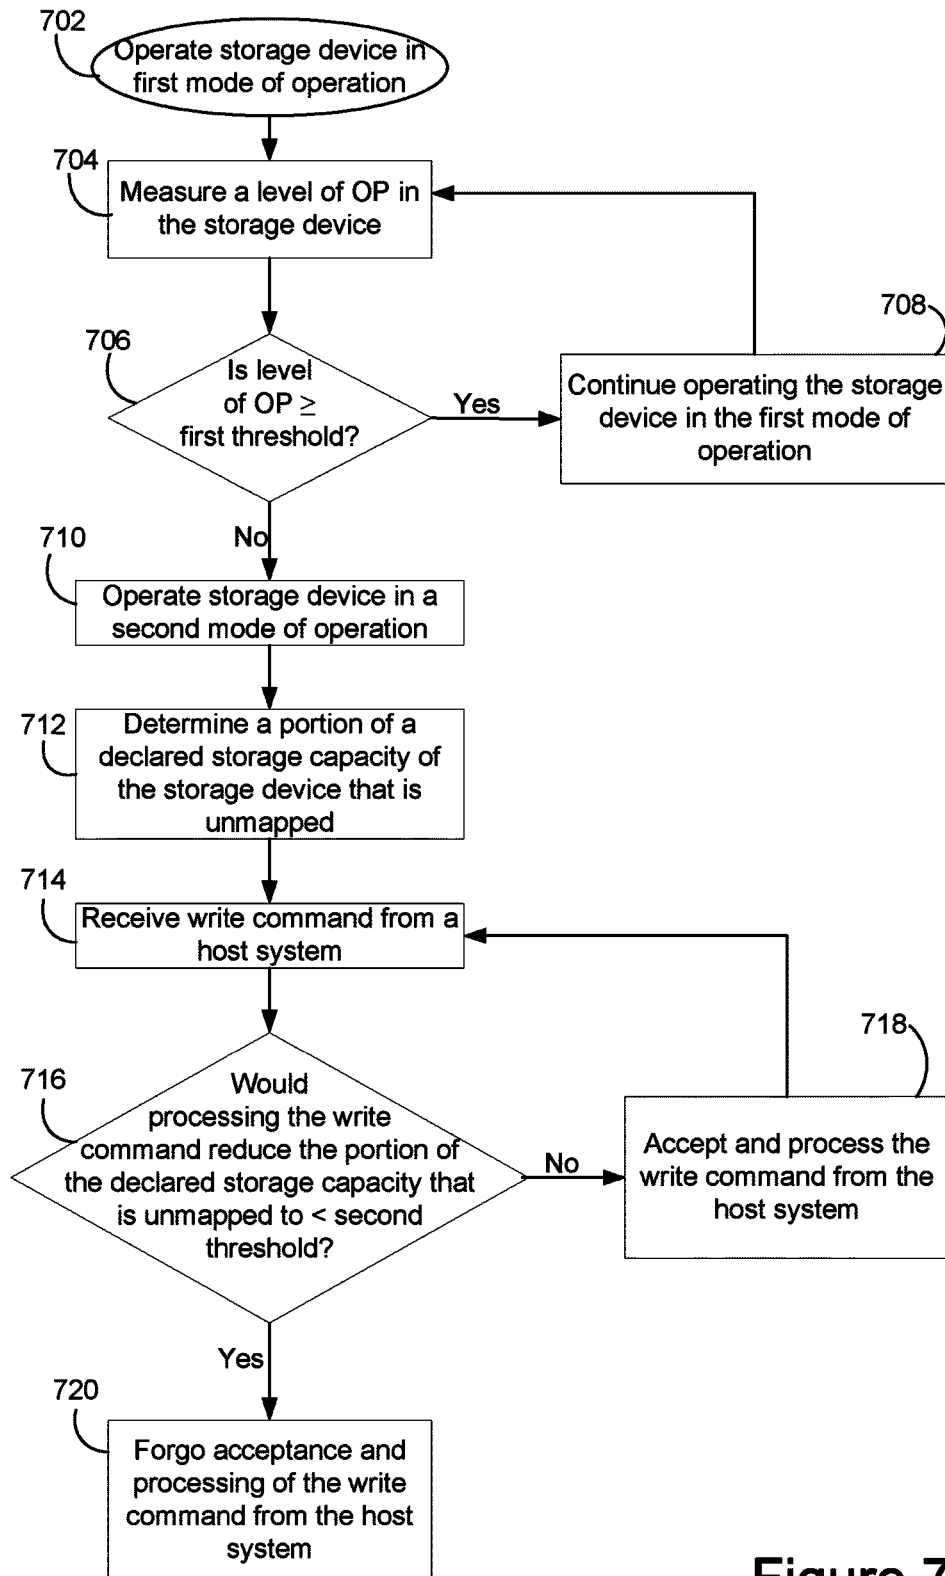 702
Operate storage device in
first mode of operation
704
Measure a level of OP in
the storage device
708
706
Is level
of OP ≥
first threshold?
Yes
Continue operating the storage
device in the first mode of
operation
No
710
Operate storage device in a
second mode of operation
712
Determine a portion of a
declared storage capacity of
the storage device that is
unmapped
714
Receive write command from a
host system
718
716
Would
processing the write
command reduce the portion of
the declared storage capacity that
is unmapped to < second
threshold?
No
Accept and process the
write command from the
host system
Yes
720
Forgo acceptance and
processing of the write
command from the host
system
Figure 7